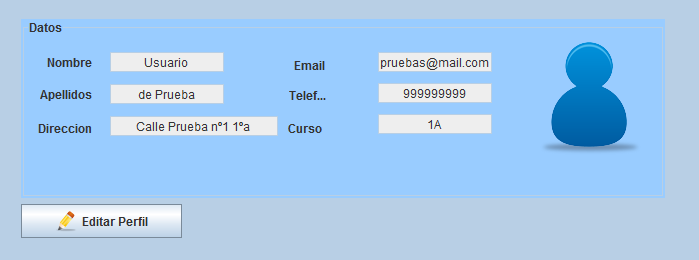 Datos
Nombre Usuario Email pruebas@mail.com
Apellidos de Prueba Telef... 999999999
Direccion Calle Prueba nº1 1ºa Curso 1A
Editar Perfil